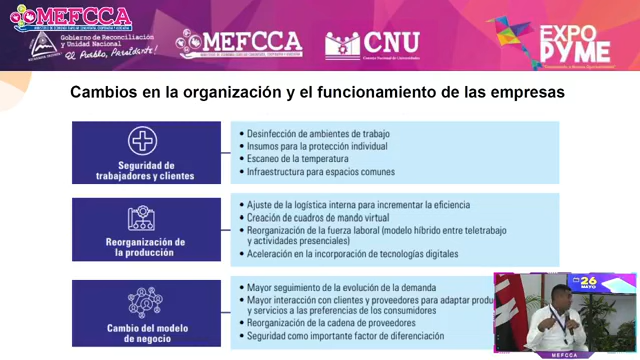 MEFCCA
Gobierno de Reconciliación
y Unidad Nacional
El Pueblo, Presidente!
MEFCCA
CNU
Consejo Nacional de Universidades
EXPO
PYME
Cambios en la organización y el funcionamiento de las empresas
Seguridad de
trabajadores y clientes
• Desinfección de ambientes de trabajo
• Insumos para la protección individual
• Escaneo de la temperatura
• Infraestructura para espacios comunes
Reorganización de
la producción
• Ajuste de la logística interna para incrementar la eficiencia
• Creación de cuadros de mando virtual
• Reorganización de la fuerza laboral (modelo híbrido entre teletrabajo
y actividades presenciales)
• Aceleración en la incorporación de tecnologías digitales
Cambio del modelo
de negocio
• Mayor seguimiento de la evolución de la demanda
• Mayor interacción con clientes y proveedores para adaptar produ
y servicios a las preferencias de los consumidores
• Reorganización de la cadena de proveedores
• Seguridad como importante factor de diferenciación
26
MAYO
MEFCCA